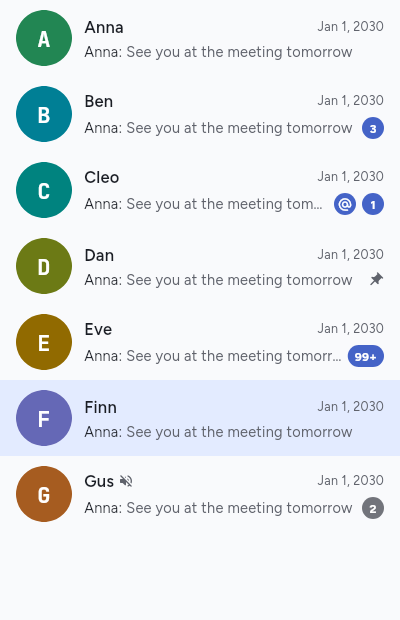 A
Anna
Jan 1, 2030
Anna: See you at the meeting tomorrow
B
Ben
Jan 1, 2030
Anna: See you at the meeting tomorrow
3
C
Cleo
Jan 1, 2030
Anna: See you at the meeting tom...
@
1
D
Dan
Jan 1, 2030
Anna: See you at the meeting tomorrow
E
Eve
Jan 1, 2030
Anna: See you at the meeting tomorr...
99+
F
Finn
Jan 1, 2030
Anna: See you at the meeting tomorrow
G
Gus
Jan 1, 2030
Anna: See you at the meeting tomorrow
2